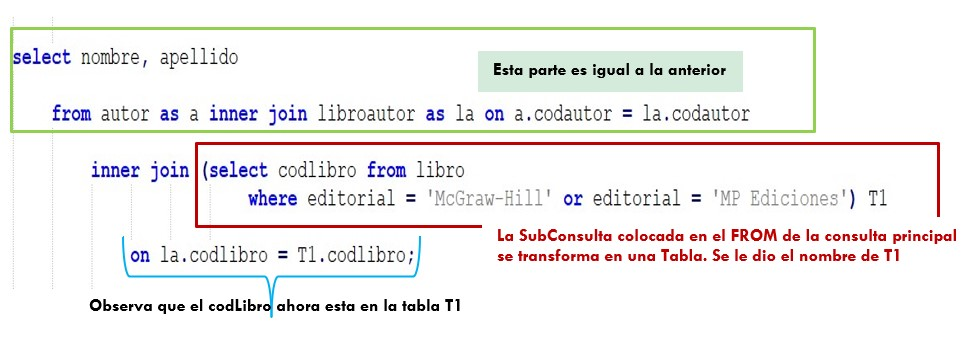 select nombre, apellido
Esta parte es igual a la anterior
from autor as a inner join libroautor as la on a.codautor = la.codautor
inner join (select codlibro from libro
where editorial = 'McGraw-Hill' or editorial = 'MP Ediciones') T1
La SubConsulta colocada en el FROM de la consulta principal
se transforma en una Tabla. Se le dio el nombre de T1
on la.codlibro = T1.codlibro;
Observa que el codLibro ahora esta en la tabla T1